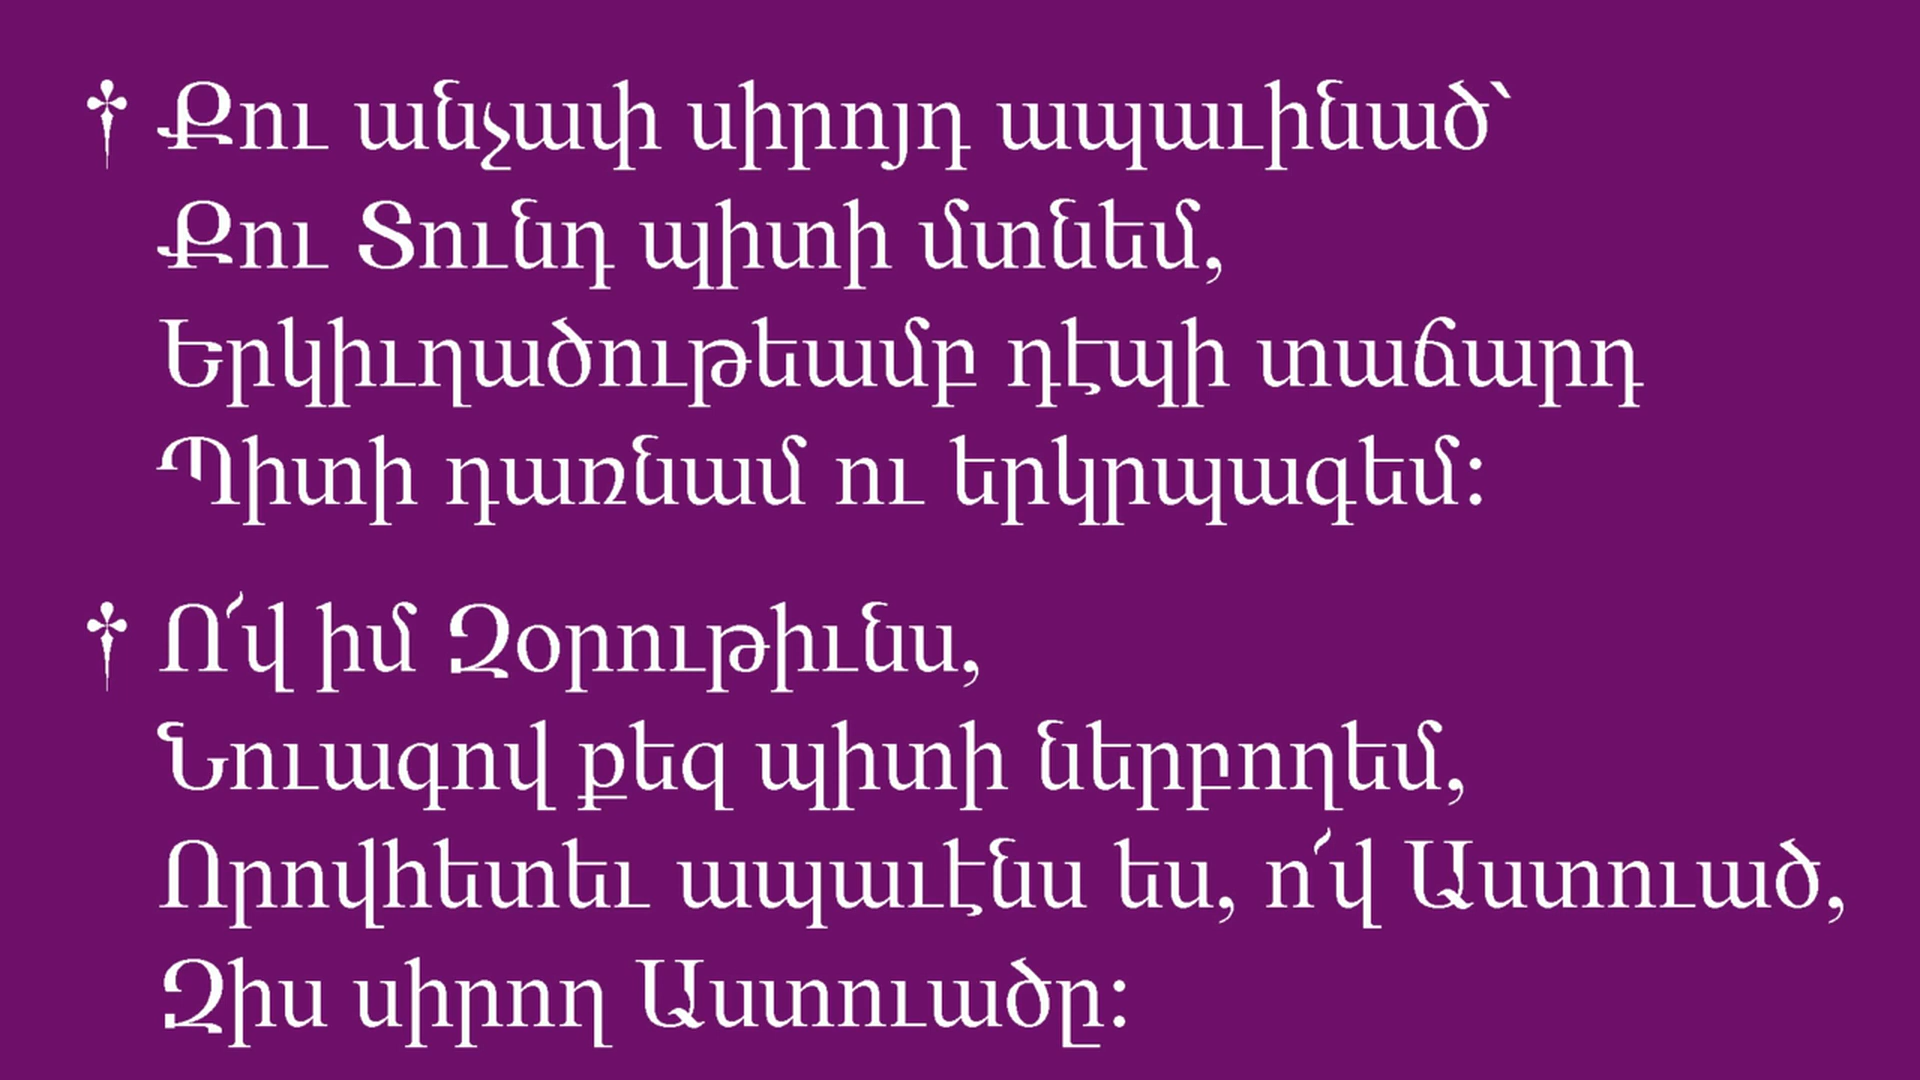 † Քու անչափ սիրոյդ ապաւինած՝
Քու Տունդ պիտի մտնեմ,
Երկիւղածութեամբ դէպի տաճարդ
Պիտի դառնամ ու երկրպագեմ։
† Ո՜վ իմ Զօրութիւնս,
Նուագով քեզ պիտի ներբողեմ,
Որովհետեւ ապաւէնս ես, ո՜վ Աստուած,
Զիս սիրող Աստուածը։